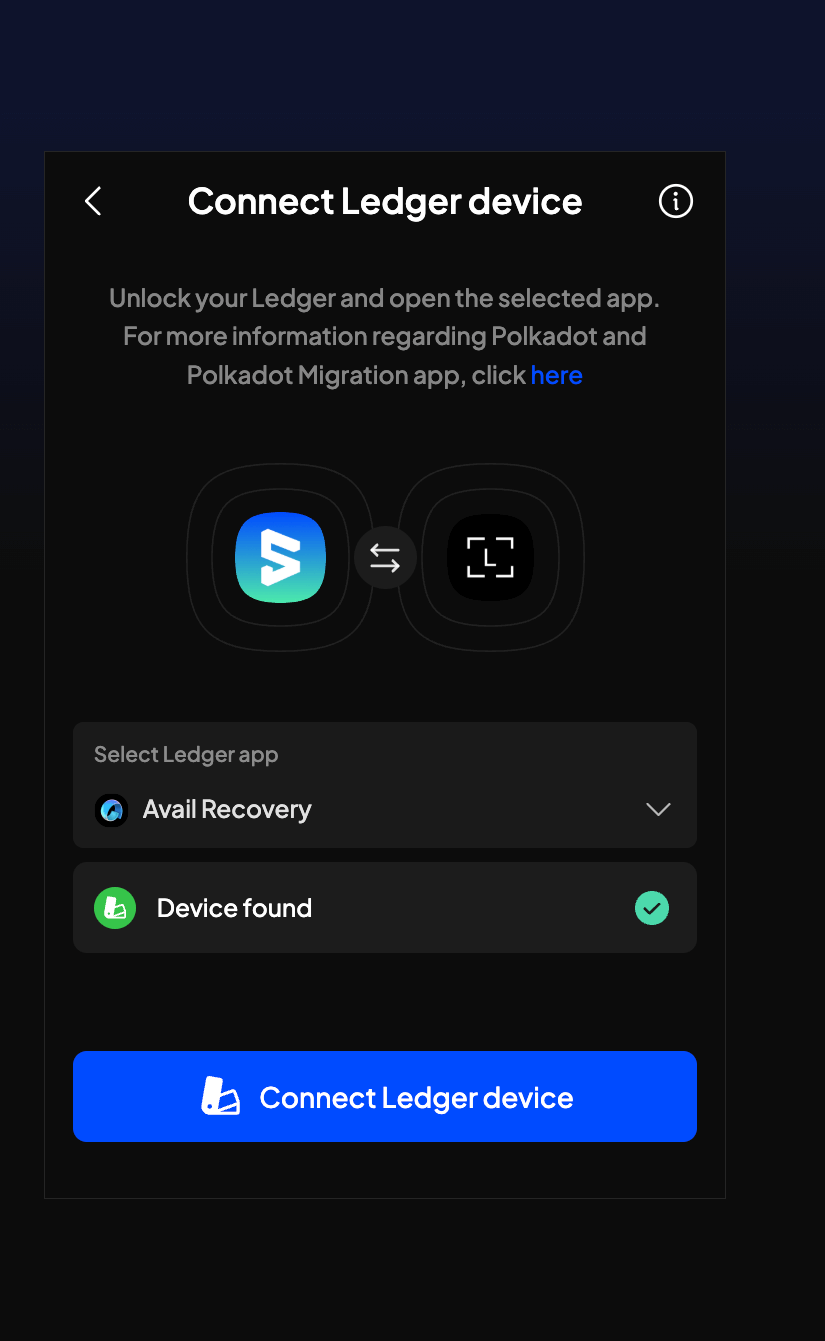 Connect Ledger device
Unlock your Ledger and open the selected app.
For more information regarding Polkadot and
Polkadot Migration app, click here
L
Select Ledger app
Avail Recovery
Device found
Connect Ledger device